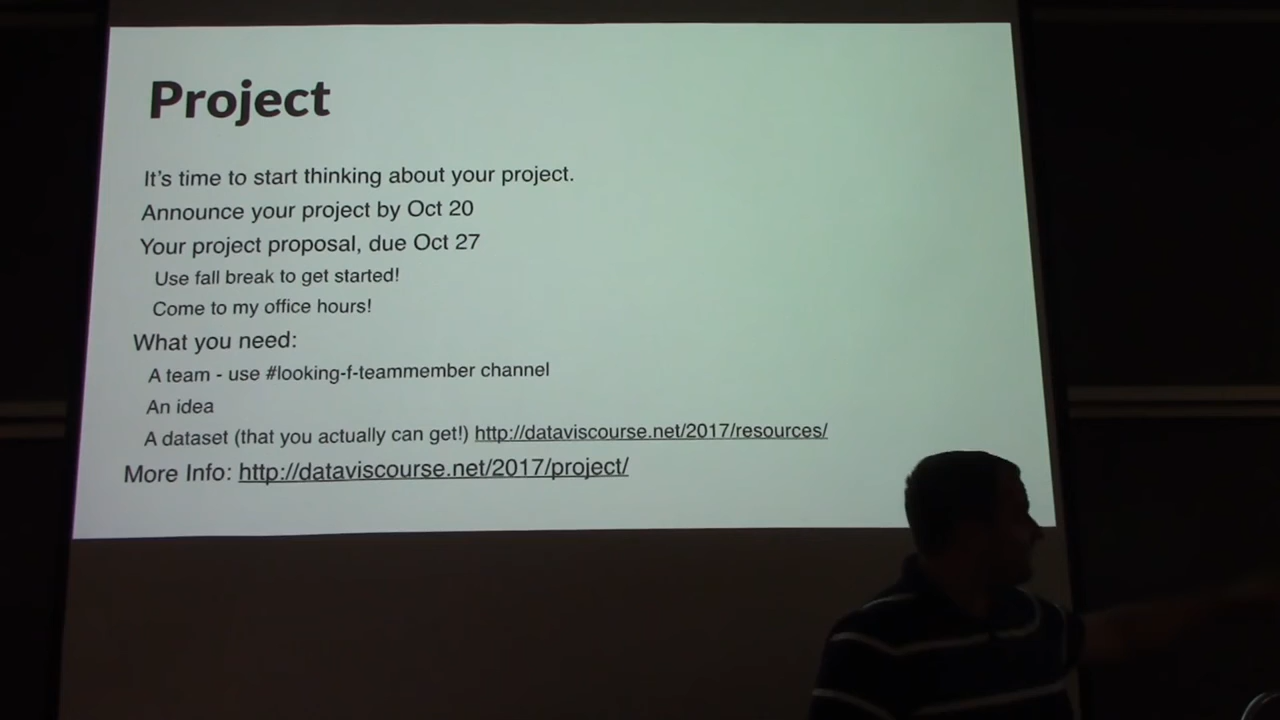 Project
It's time to start thinking about your project.
Announce your project by Oct 20
Your project proposal, due Oct 27
Use fall break to get started!
Come to my office hours!
What you need:
A team - use #looking-f-teammember channel
An idea
A dataset (that you actually can get!) http://dataviscourse.net/2017/resources/
More Info: http://dataviscourse.net/2017/project/